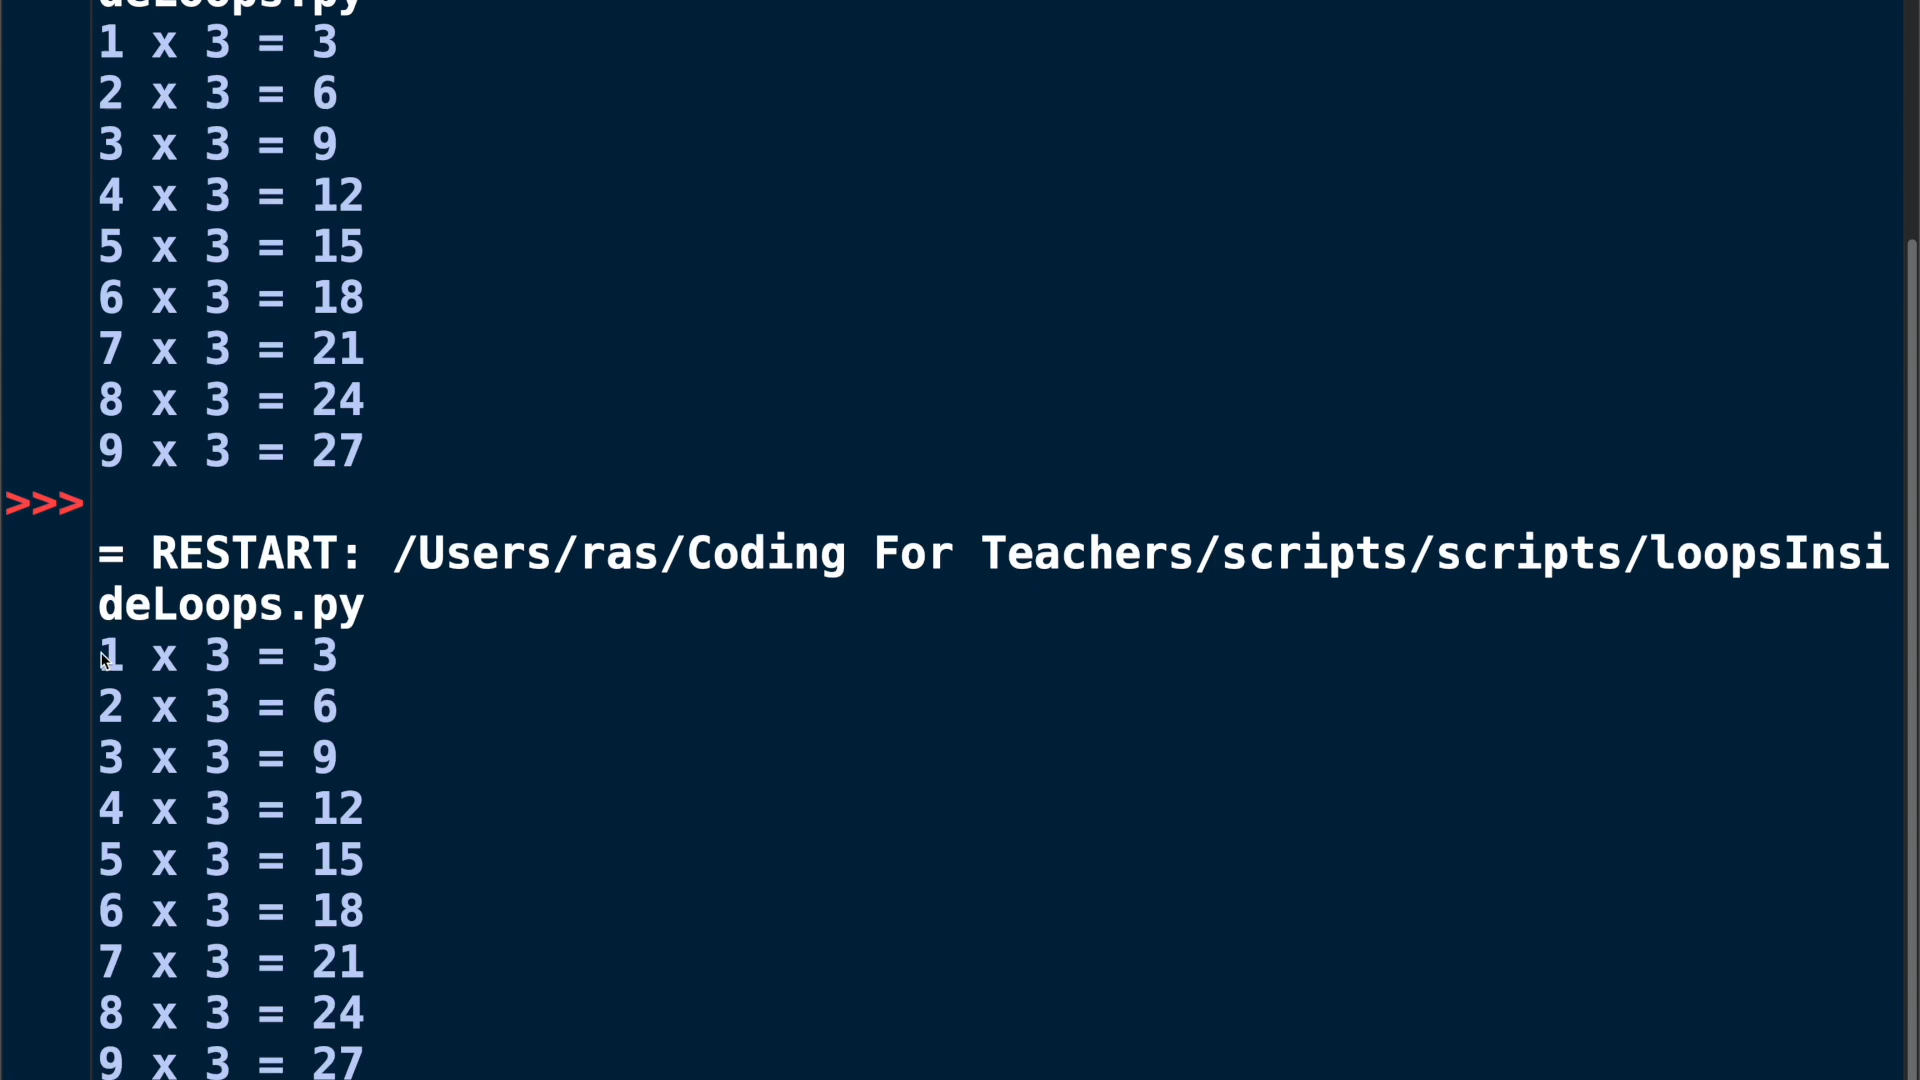 deLoops.py
1 x 3 = 3
2 x 3 = 6
3 x 3 = 9
4 x 3 = 12
5 x 3 = 15
6 x 3 = 18
7 x 3 = 21
8 x 3 = 24
9 x 3 = 27
>>>
= RESTART: /Users/ras/Coding For Teachers/scripts/scripts/loopsInsi
deLoops.py
1 x 3 = 3
2 x 3 = 6
3 x 3 = 9
4 x 3 = 12
5 x 3 = 15
6 x 3 = 18
7 x 3 = 21
8 x 3 = 24
9 x 3 = 27